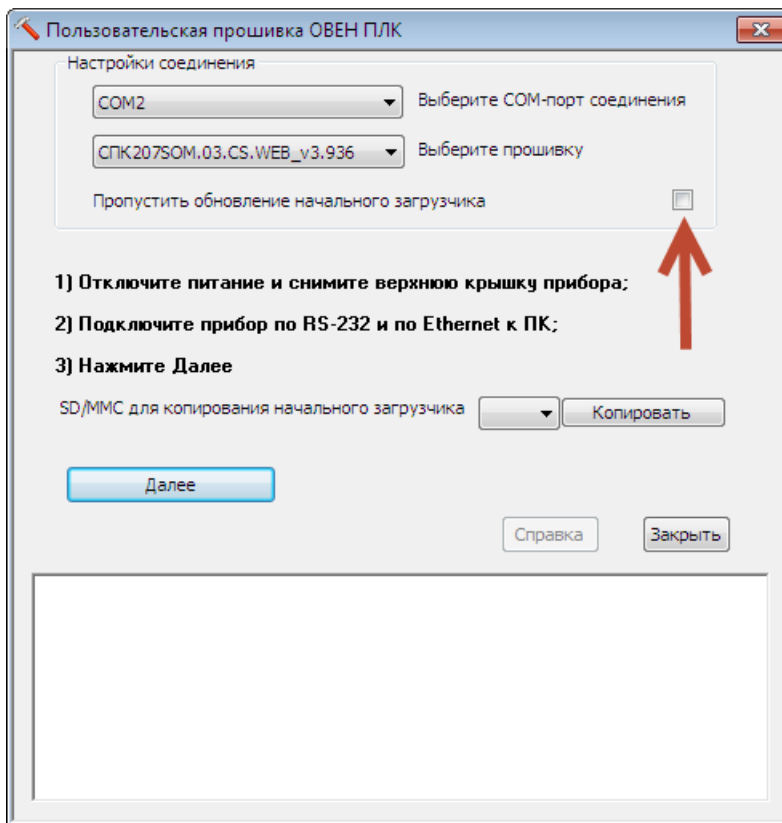 Пользовательская прошивка ОВЕН ПЛК
Настройки соединения
COM2
Выберите COM-порт соединения
СПК207SOM.03.CS.WEB_v3.936
Выберите прошивку
Пропустить обновление начального загрузчика
1) Отключите питание и снимите верхнюю крышку прибора;
2) Подключите прибор по RS-232 и по Ethernet к ПК;
3) Нажмите Далее
SD/MMC для копирования начального загрузчика
Копировать
Далее
Справка
Закрыть